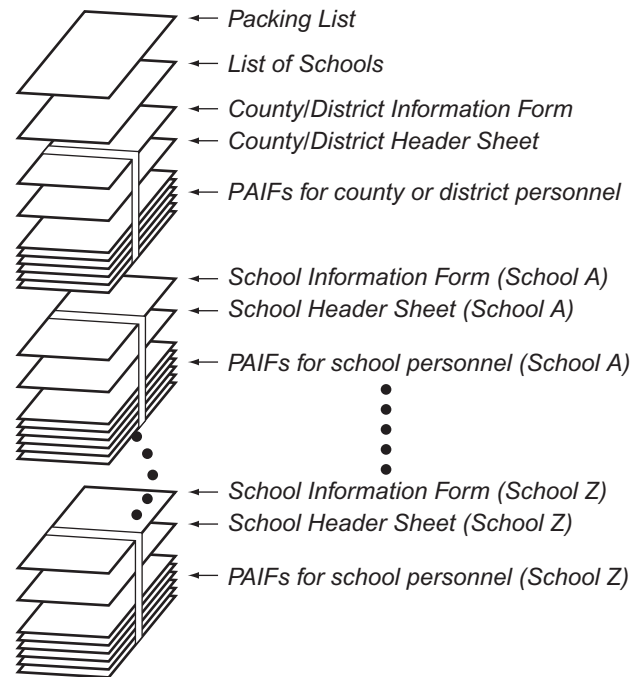 Packing List
List of Schools
County/District Information Form
County/District Header Sheet
PAIFs for county or district personnel
School Information Form (School A)
School Header Sheet (School A)
PAIFs for school personnel (School A)
School Information Form (School Z)
School Header Sheet (School Z)
PAIFs for school personnel (School Z)